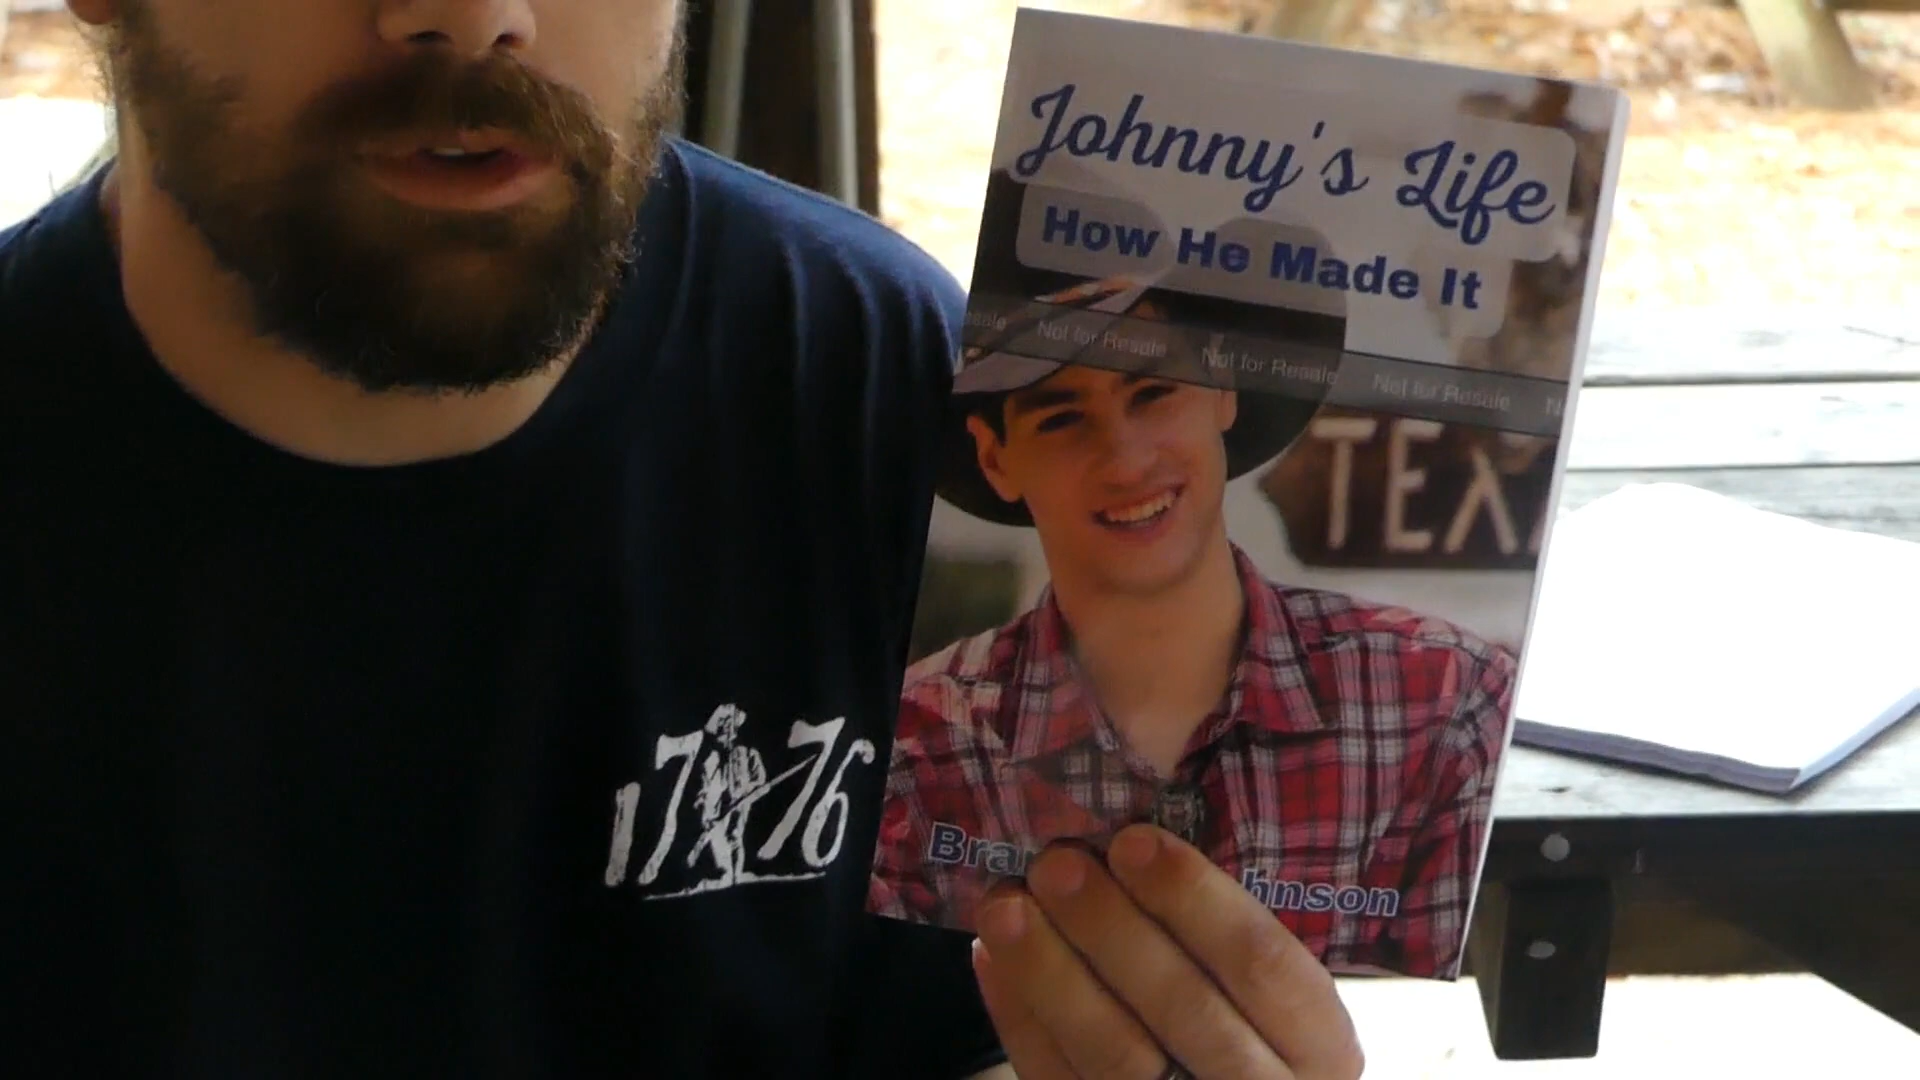 Johnny's Life
How He Made It
Not for Resale Not for Resale Not for Resale
TEX
1776